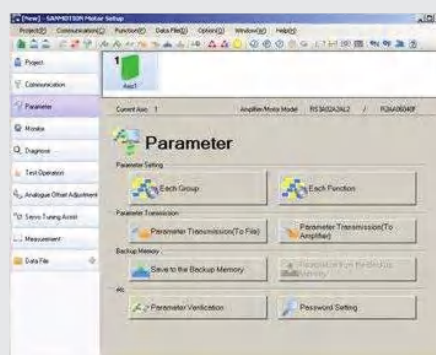 [New] - SANMOTION Motor Setup
Project(P) Communication(C) Function(F) Data File(D) Option(O) Window(W) Help(H)
Project
Communication
Parameter
Monitor
Diagnose
Test Operation
Analogue Offset Adjustment
Servo Tuning Assist
Measurement
Data File
1
Axis1
Current Axis: 1 Amplifier/Motor Model /
Parameter
Parameter Setting
Each Group
Each Function
Parameter Transmission
Parameter Transmission(To File)
Parameter Transmission(To Amplifier)
Backup Memory
Save to the Backup Memory
etc
Parameter Verification
Password Setting